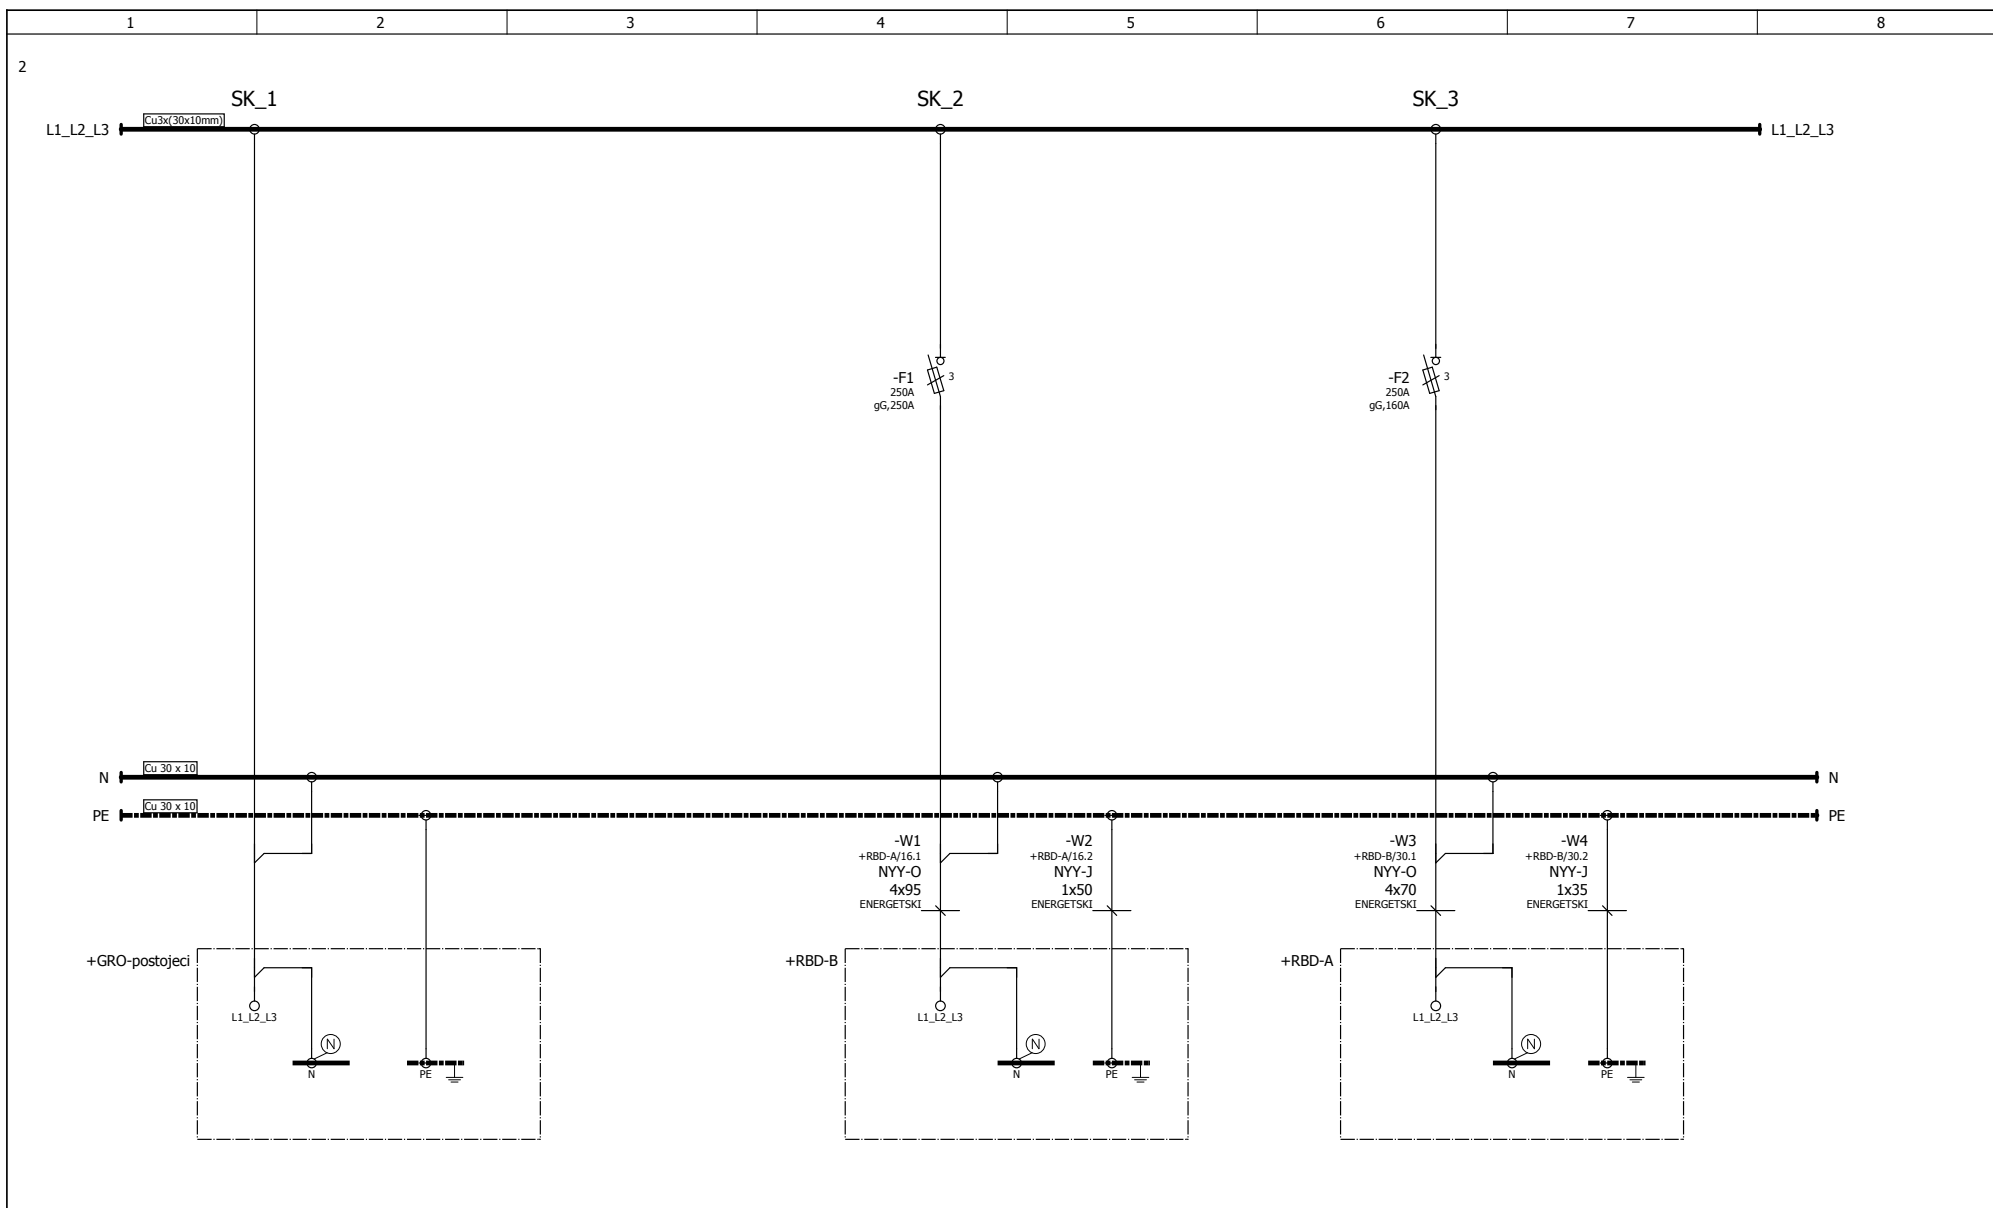 1 2 3 4 5 6 7 8
2
SK_1 SK_2 SK_3
Cu3x(30x10mm)
L1_L2_L3 L1_L2_L3
-F1 3
250A
gG,250A
-F2 3
250A
gG,160A
Cu 30 x 10
N N
Cu 30 x 10
PE PE
-W1
+RBD-A/16.1
NYY-O
4x95
ENERGETSKI
-W2
+RBD-A/16.2
NYY-J
1x50
ENERGETSKI
-W3
+RBD-B/30.1
NYY-O
4x70
ENERGETSKI
-W4
+RBD-B/30.2
NYY-J
1x35
ENERGETSKI
+GRO-postojeci
L1_L2_L3
N
N
PE
+RBD-B
L1_L2_L3
N
N
PE
+RBD-A
L1_L2_L3
N
N
PE